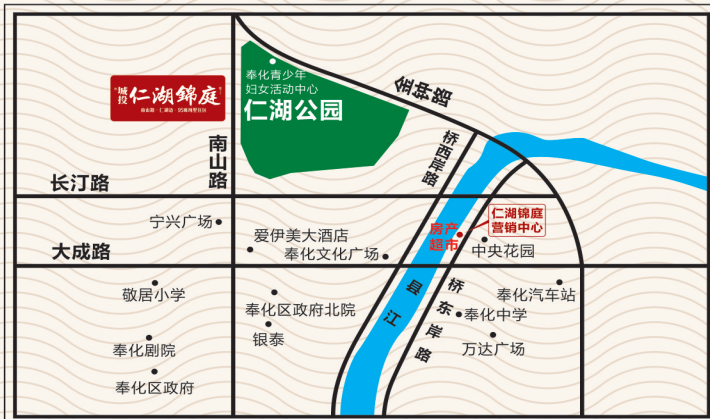 奉化青少年
妇女活动中心
仁湖公园
金钟路
城投
仁湖錦庭
南山路
桥西岸路
长汀路
仁湖錦庭
营销中心
宁兴广场
房产
超市
爱伊美大酒店
大成路
奉化文化广场
中央花园
敬居小学
奉化区政府北院
县江
桥东岸路
奉化汽车站
奉化中学
银泰
奉化剧院
万达广场
奉化区政府